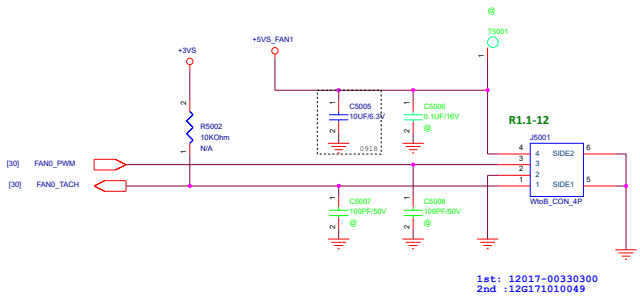 @
T5001
1
+5VS_FAN1
+3VS
2
R5002
10KOhm
N/A
1
1
C5005
10UF/6.3V
2
0918
1
C5006
0.1UF/16V
@
2
R1.1-12
J5001
4
3
2
1
4
3
2
1
SIDE2
SIDE1
6
5
WtoB_CON_4P
[30] FAN0_PWM
[30] FAN0_TACH
1
C5007
100PF/50V
@
2
1
C5008
100PF/50V
@
2
1st: 12017-00330300
2nd :12G171010049